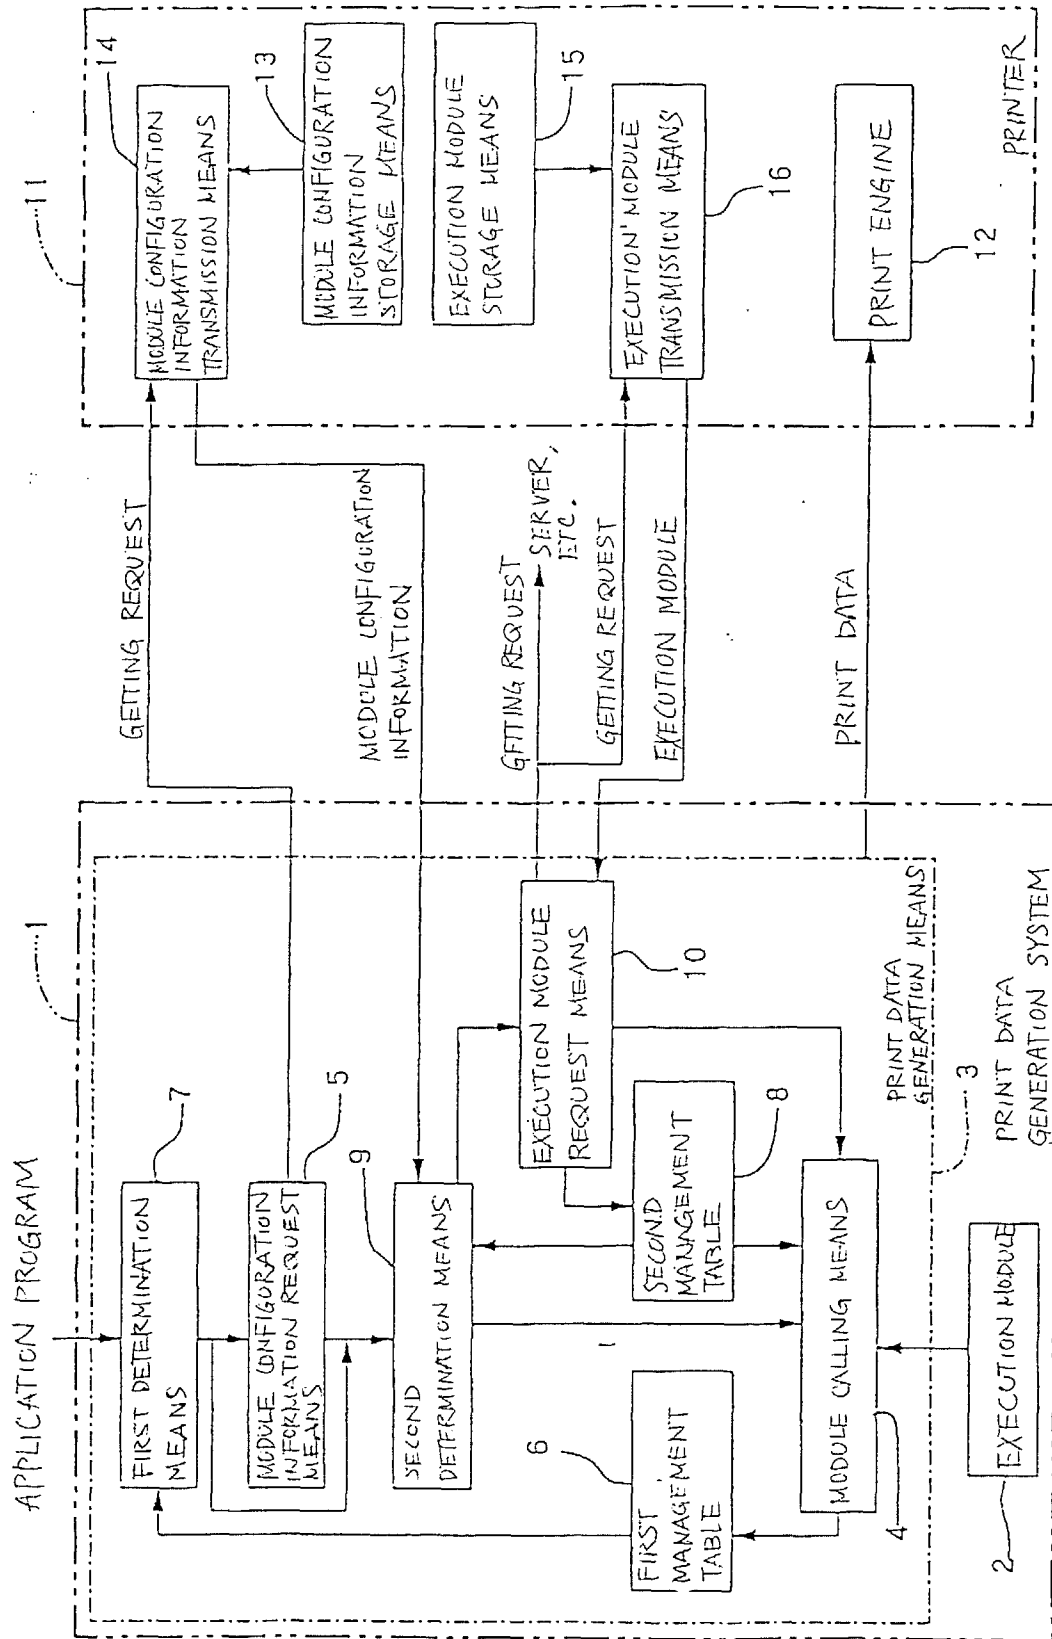 APPLICATION PROGRAM
1
7
FIRST DETERMINATION
MEANS
5
MODULE CONFIGURATION
INFORMATION REQUEST
MEANS
9
SECOND
DETERMINATION MEANS
EXECUTION MODULE
REQUEST MEANS
10
6
FIRST
MANAGEMENT
TABLE
SECOND
MANAGEMENT
TABLE
8
MODULE CALLING MEANS
4
PRINT DATA
GENERATION MEANS
3
2
EXECUTION MODULE
PRINT DATA
GENERATION SYSTEM
GETTING REQUEST
MODULE CONFIGURATION
INFORMATION
GETTING REQUEST
SERVER,
ETC.
GETTING REQUEST
EXECUTION MODULE
PRINT DATA
11
14
MODULE CONFIGURATION
INFORMATION
TRANSMISSION MEANS
13
MODULE CONFIGURATION
INFORMATION
STORAGE MEANS
EXECUTION MODULE
STORAGE MEANS
15
EXECUTION MODULE
TRANSMISSION MEANS
16
PRINT ENGINE
12
PRINTER